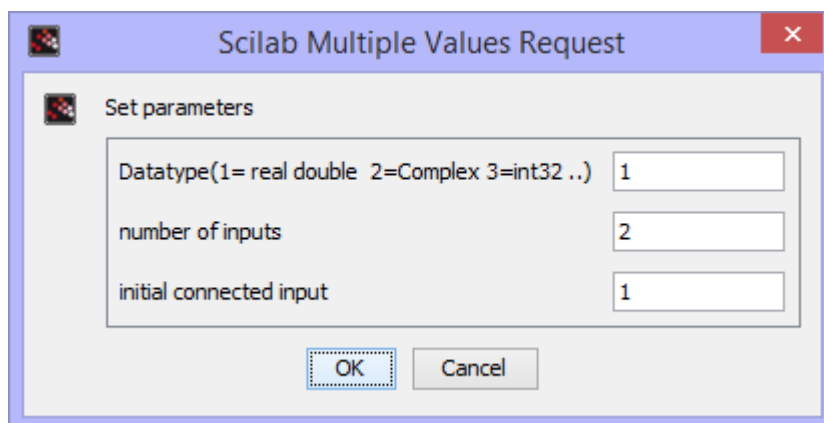 Scilab Multiple Values Request
Set parameters
Datatype(1= real double  2=Complex 3=int32 ..) 1
number of inputs 2
initial connected input 1
OK Cancel